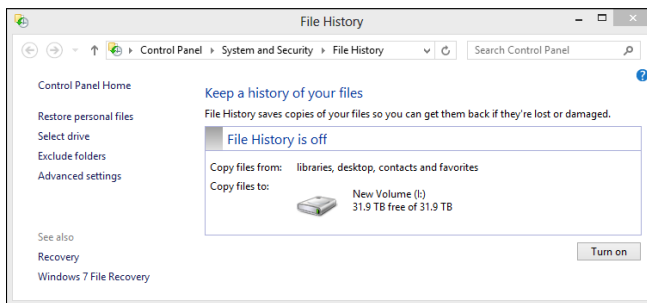 File History
Control Panel ▸ System and Security ▸ File History
Search Control Panel
Control Panel Home
Restore personal files
Select drive
Exclude folders
Advanced settings
See also
Recovery
Windows 7 File Recovery
Keep a history of your files
File History saves copies of your files so you can get them back if they're lost or damaged.
File History is off
Copy files from: libraries, desktop, contacts and favorites
Copy files to:
New Volume (I:)
31.9 TB free of 31.9 TB
Turn on